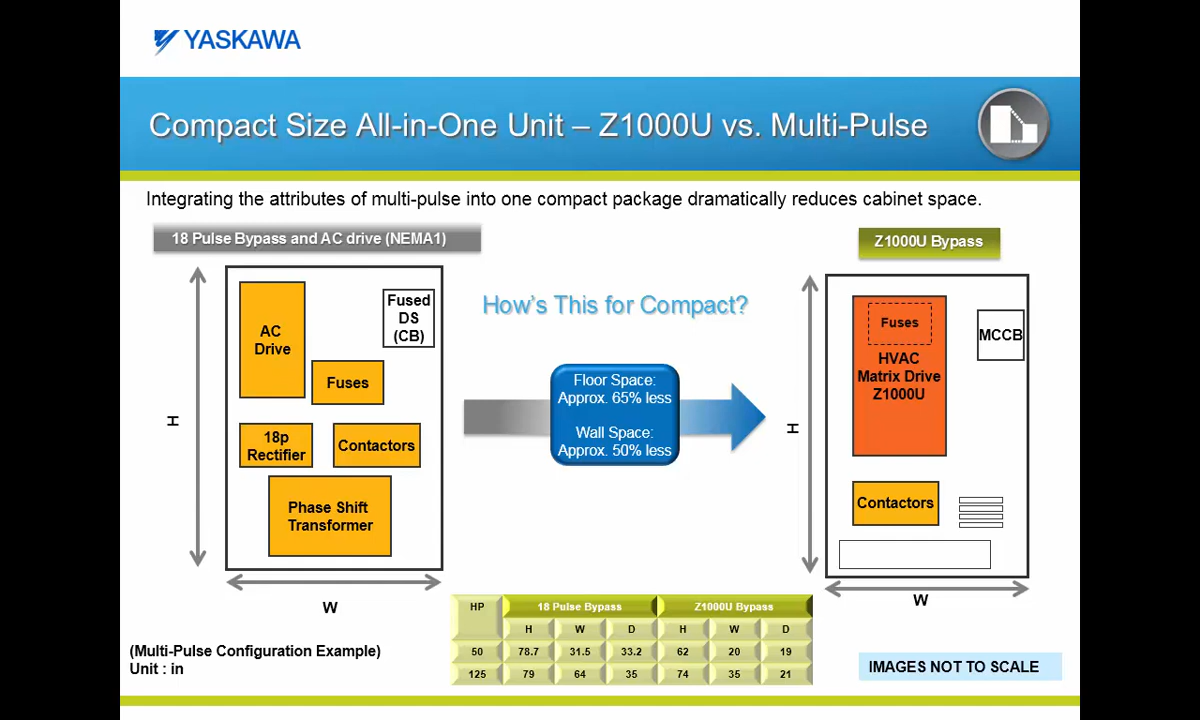 YASKAWA
Compact Size All-in-One Unit – Z1000U vs. Multi-Pulse
Integrating the attributes of multi-pulse into one compact package dramatically reduces cabinet space.
18 Pulse Bypass and AC drive (NEMA1)
Z1000U Bypass
AC
Drive
Fused
DS
(CB)
Fuses
18p
Rectifier
Contactors
Phase Shift
Transformer
H
W
How's This for Compact?
Floor Space:
Approx. 65% less
Wall Space:
Approx. 50% less
Fuses
HVAC
Matrix Drive
Z1000U
MCCB
Contactors
H
W
HP 18 Pulse Bypass Z1000U Bypass
H W D H W D
50 78.7 31.5 33.2 62 20 19
125 79 64 35 74 35 21
(Multi-Pulse Configuration Example)
Unit : in
IMAGES NOT TO SCALE